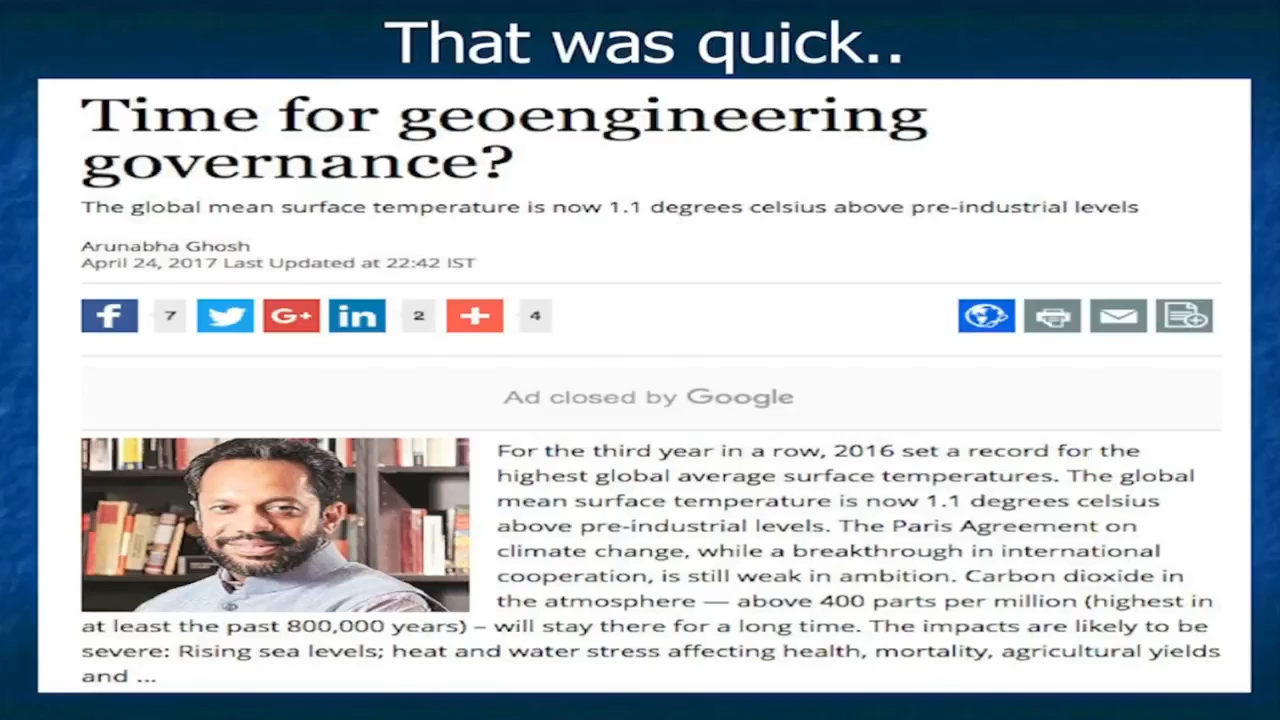 That was quick..
Time for geoengineering
governance?
The global mean surface temperature is now 1.1 degrees celsius above pre-industrial levels
Arunabha Ghosh
April 24, 2017 Last Updated at 22:42 IST
f 7 G+ in 2 + 4
Ad closed by Google
For the third year in a row, 2016 set a record for the
highest global average surface temperatures. The global
mean surface temperature is now 1.1 degrees celsius
above pre-industrial levels. The Paris Agreement on
climate change, while a breakthrough in international
cooperation, is still weak in ambition. Carbon dioxide in
the atmosphere — above 400 parts per million (highest in
at least the past 800,000 years) – will stay there for a long time. The impacts are likely to be
severe: Rising sea levels; heat and water stress affecting health, mortality, agricultural yields
and ...